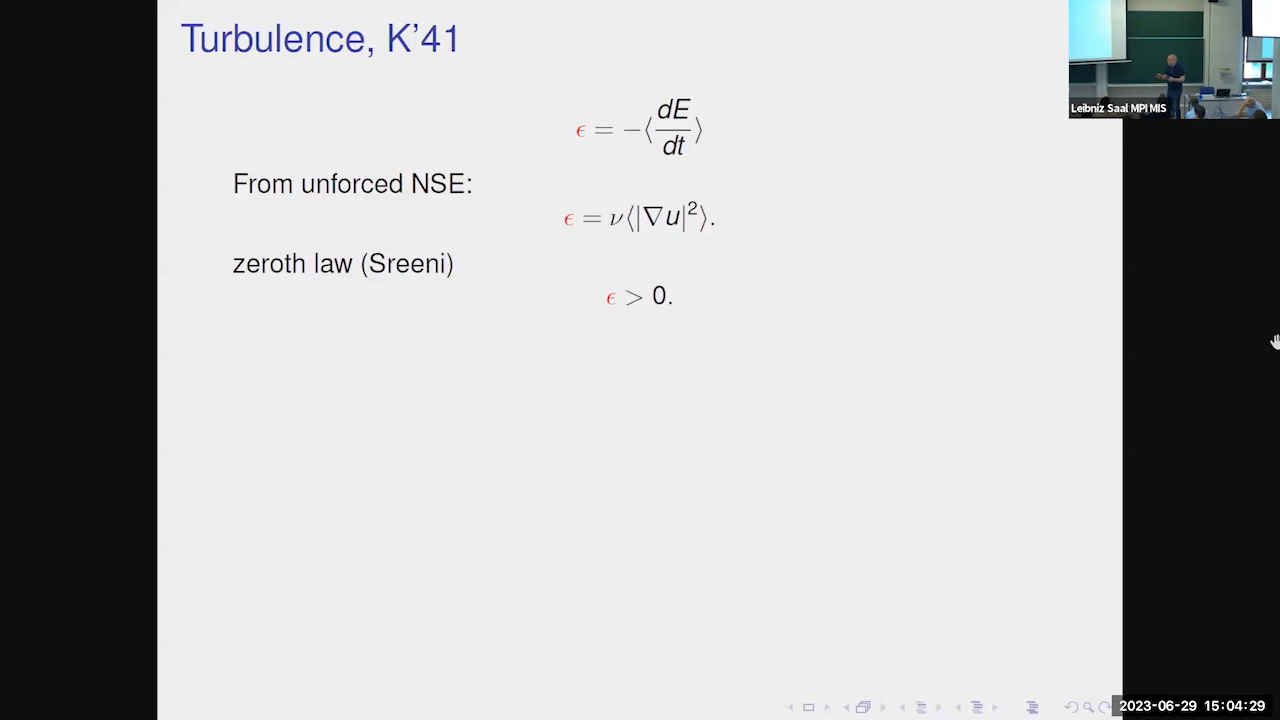 Turbulence, K'41
ϵ = −⟨dE/dt⟩
From unforced NSE:
ϵ = ν⟨|∇u|²⟩.
zeroth law (Sreeni)
ϵ > 0.
Leibniz Saal MPI MIS
2023-06-29 15:04:29